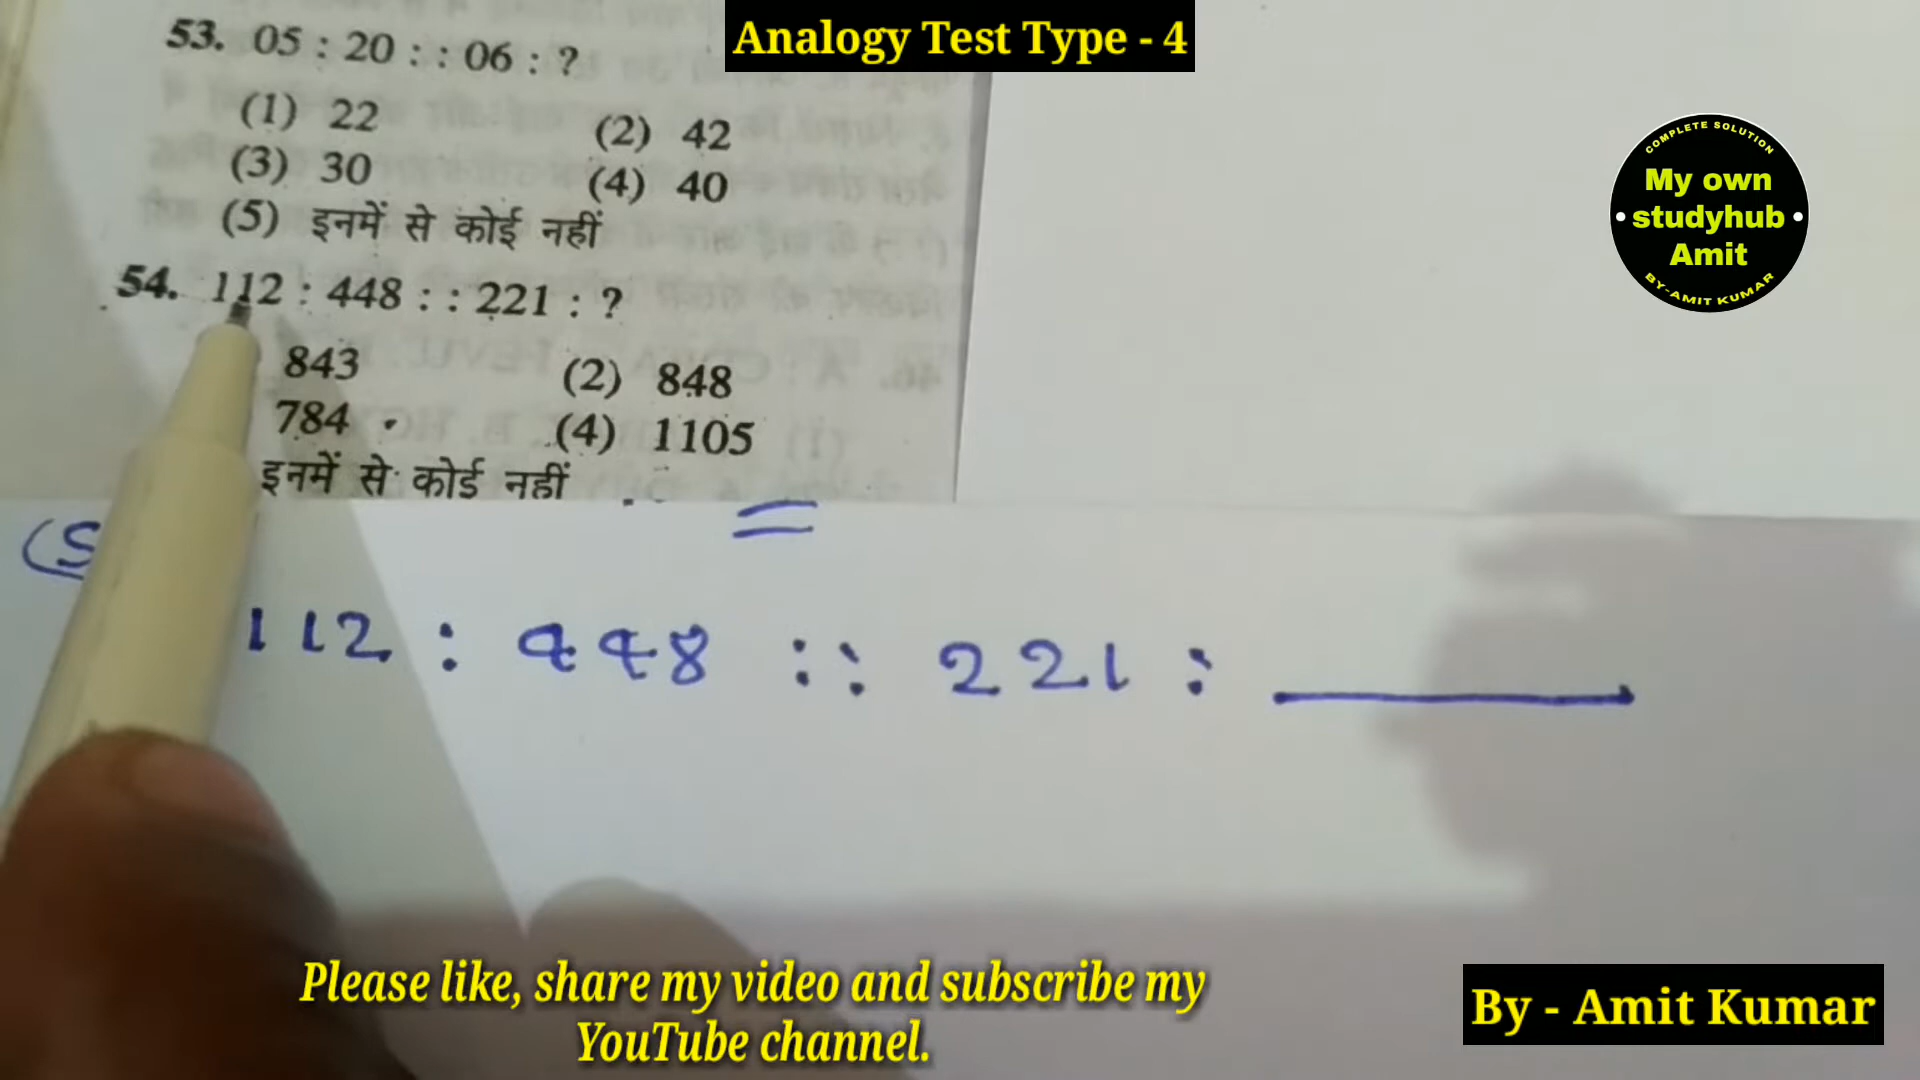 Analogy Test Type - 4
53. 05 : 20 : : 06 : ?
(1) 22 (2) 42
(3) 30 (4) 40
(5) इनमें से कोई नहीं
54. 112 : 448 : : 221 : ?
843 (2) 848
784 (4) 1105
इनमें से कोई नहीं
(5
112 : 448 :: 221 :
COMPLETE SOLUTION
My own
studyhub
Amit
BY-AMIT KUMAR
Please like, share my video and subscribe my
YouTube channel.
By - Amit Kumar